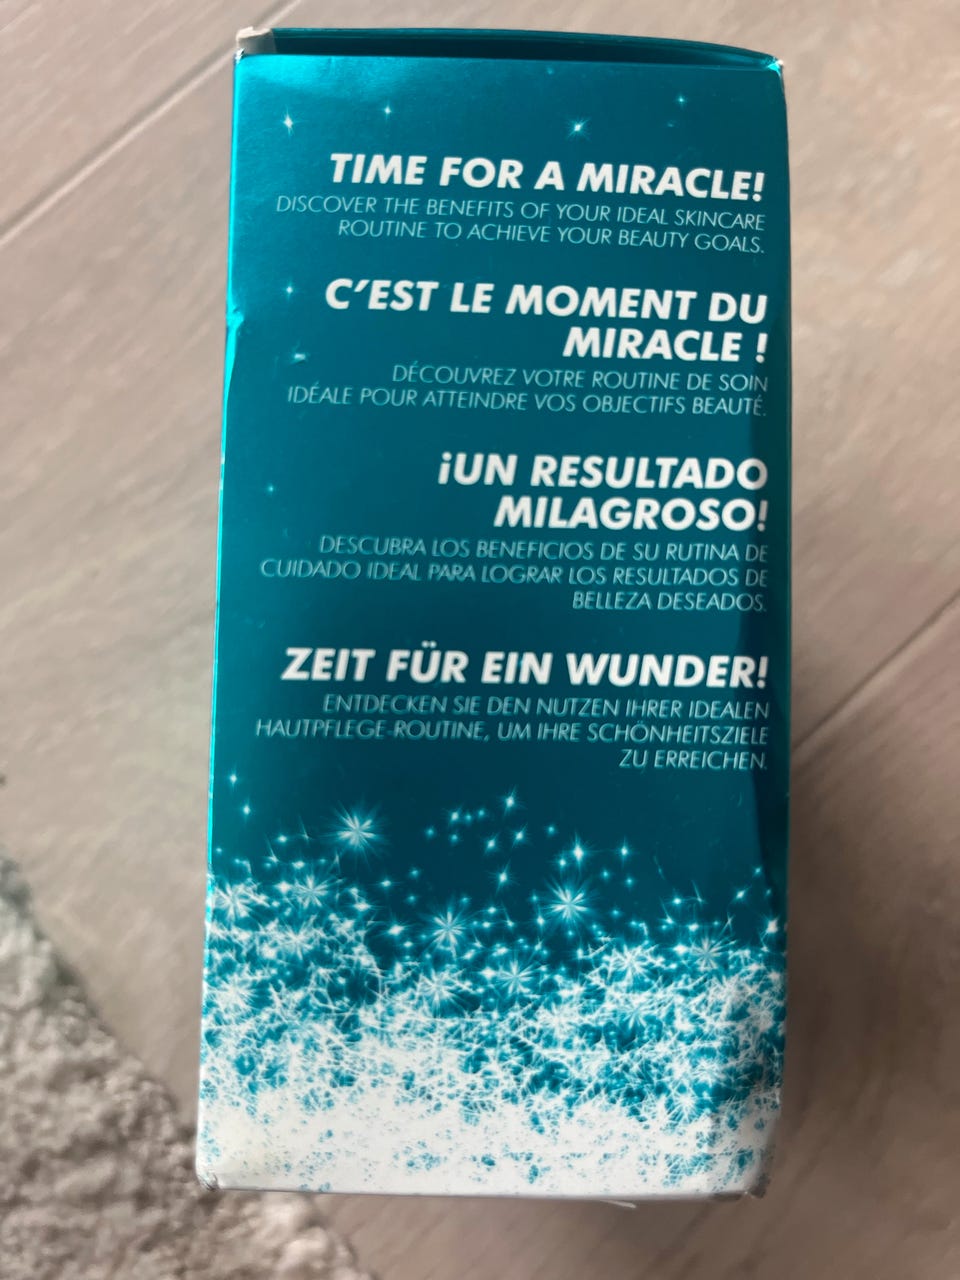 TIME FOR A MIRACLE!
DISCOVER THE BENEFITS OF YOUR IDEAL SKINCARE
ROUTINE TO ACHIEVE YOUR BEAUTY GOALS.
C'EST LE MOMENT DU
MIRACLE !
DÉCOUVREZ VOTRE ROUTINE DE SOIN
IDÉALE POUR ATTEINDRE VOS OBJECTIFS BEAUTÉ.
¡UN RESULTADO
MILAGROSO!
DESCUBRA LOS BENEFICIOS DE SU RUTINA DE
CUIDADO IDEAL PARA LOGRAR LOS RESULTADOS DE
BELLEZA DESEADOS.
ZEIT FÜR EIN WUNDER!
ENTDECKEN SIE DEN NUTZEN IHRER IDEALEN
HAUTPFLEGE-ROUTINE, UM IHRE SCHÖNHEITSZIELE
ZU ERREICHEN.